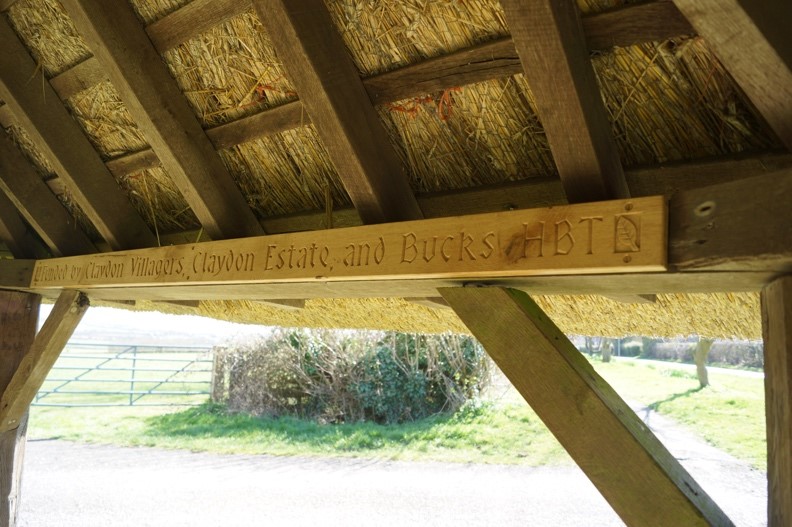 Funded by Claydon Villagers, Claydon Estate, and Bucks HBT